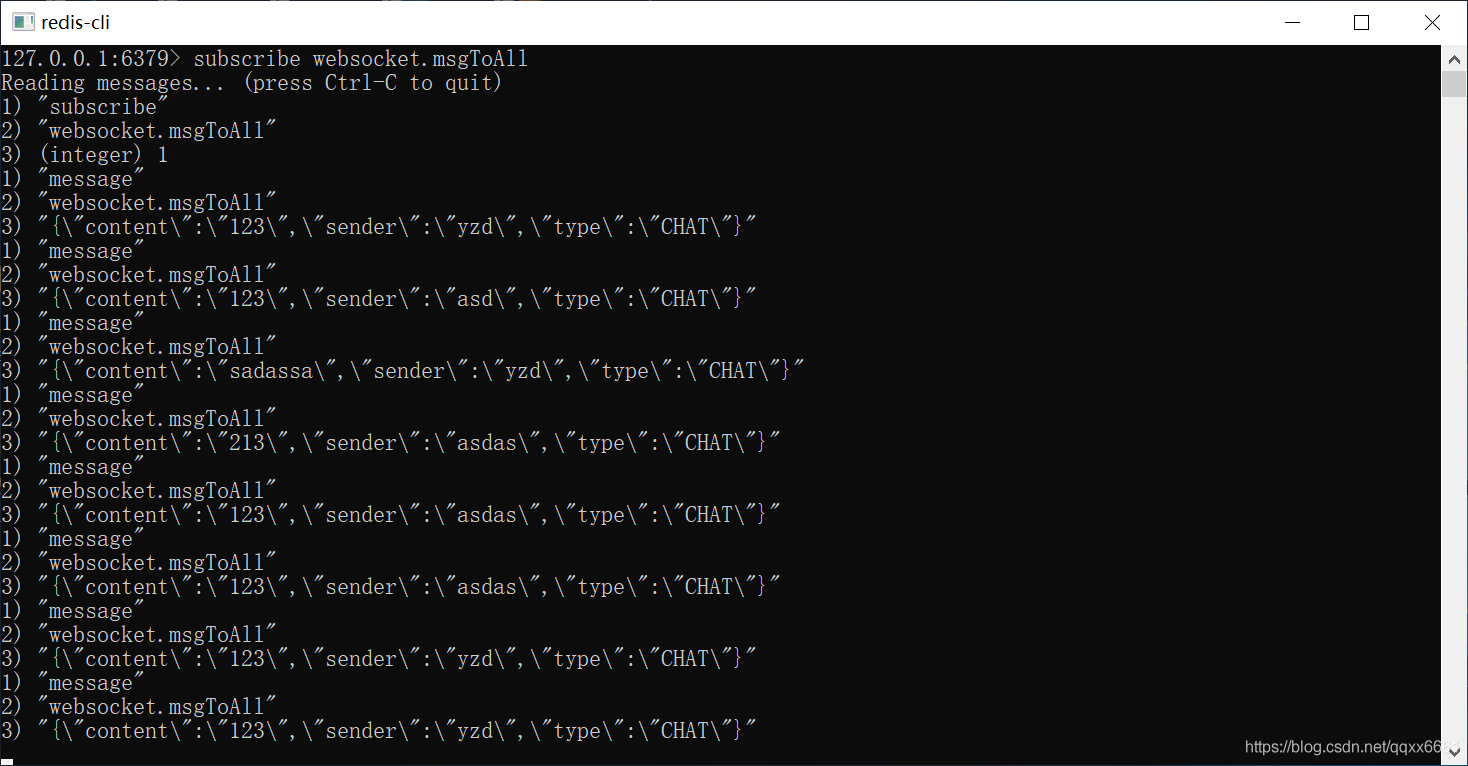 redis-cli
127.0.0.1:6379> subscribe websocket.msgToAll
Reading messages... (press Ctrl-C to quit)
1) "subscribe"
2) "websocket.msgToAll"
3) (integer) 1
1) "message"
2) "websocket.msgToAll"
3) "{\"content\":\"123\",\"sender\":\"yzd\",\"type\":\"CHAT\"}"
1) "message"
2) "websocket.msgToAll"
3) "{\"content\":\"123\",\"sender\":\"asd\",\"type\":\"CHAT\"}"
1) "message"
2) "websocket.msgToAll"
3) "{\"content\":\"sadassa\",\"sender\":\"yzd\",\"type\":\"CHAT\"}"
1) "message"
2) "websocket.msgToAll"
3) "{\"content\":\"213\",\"sender\":\"asdas\",\"type\":\"CHAT\"}"
1) "message"
2) "websocket.msgToAll"
3) "{\"content\":\"123\",\"sender\":\"asdas\",\"type\":\"CHAT\"}"
1) "message"
2) "websocket.msgToAll"
3) "{\"content\":\"123\",\"sender\":\"asdas\",\"type\":\"CHAT\"}"
1) "message"
2) "websocket.msgToAll"
3) "{\"content\":\"123\",\"sender\":\"yzd\",\"type\":\"CHAT\"}"
1) "message"
2) "websocket.msgToAll"
3) "{\"content\":\"123\",\"sender\":\"yzd\",\"type\":\"CHAT\"}"